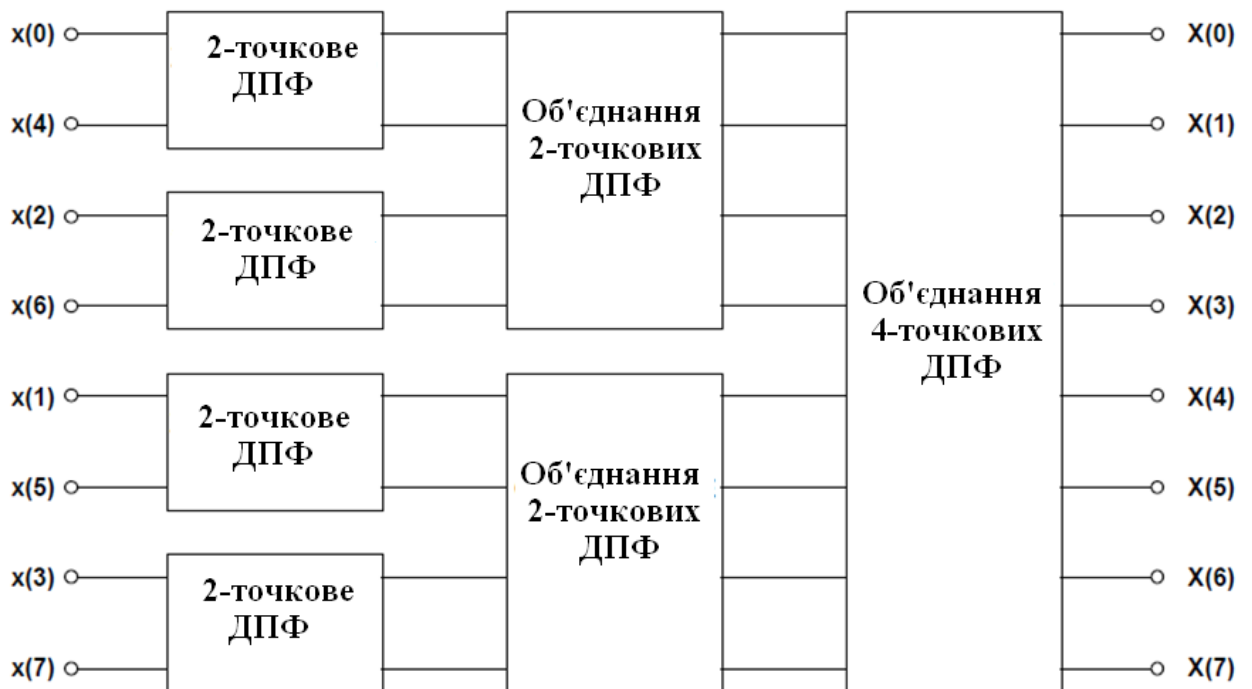 x(0)
x(4)
x(2)
x(6)
x(1)
x(5)
x(3)
x(7)
2-точкове
ДПФ
2-точкове
ДПФ
2-точкове
ДПФ
2-точкове
ДПФ
Об'єднання
2-точкових
ДПФ
Об'єднання
2-точкових
ДПФ
Об'єднання
4-точкових
ДПФ
X(0)
X(1)
X(2)
X(3)
X(4)
X(5)
X(6)
X(7)